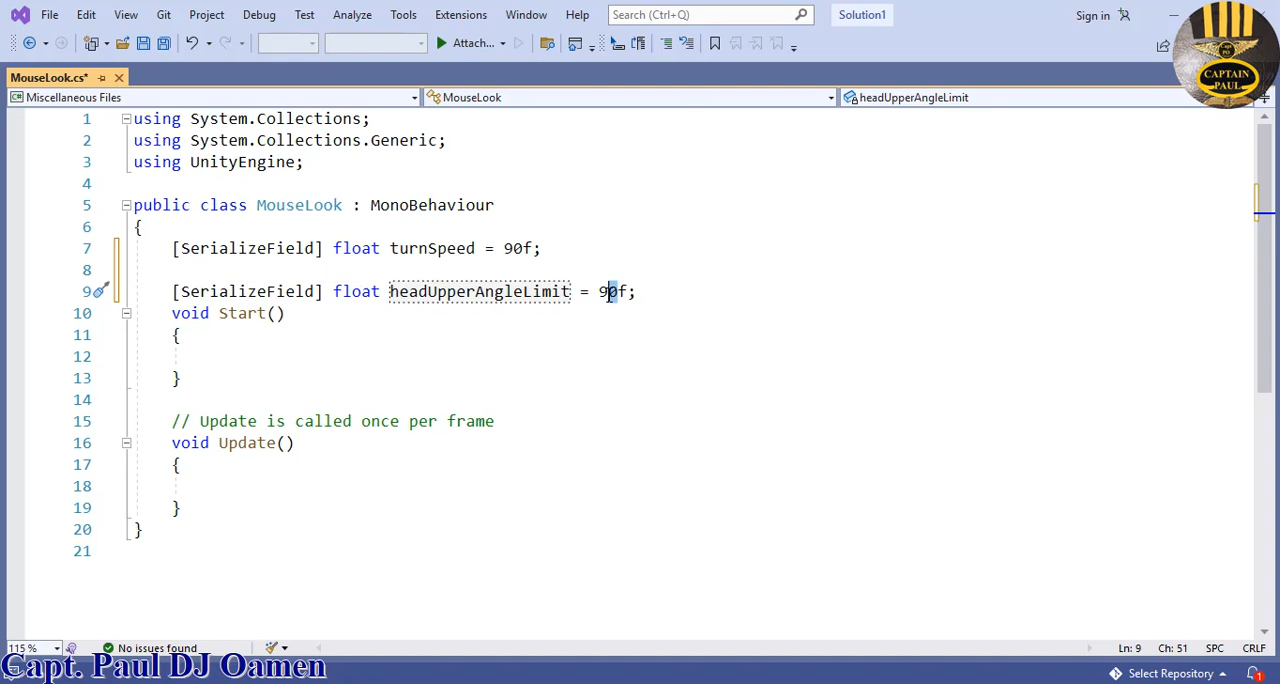 File Edit View Git Project Debug Test Analyze Tools Extensions Window Help Search (Ctrl+Q) Solution1 Sign in
Attach...
CAPTAIN
PAUL
MouseLook.cs*
Miscellaneous Files MouseLook headUpperAngleLimit
1 using System.Collections;
2 using System.Collections.Generic;
3 using UnityEngine;
4
5 public class MouseLook : MonoBehaviour
6 {
7 [SerializeField] float turnSpeed = 90f;
8
9 [SerializeField] float headUpperAngleLimit = 90f;
10 void Start()
11 {
12
13 }
14
15 // Update is called once per frame
16 void Update()
17 {
18
19 }
20 }
21
115 % No issues found Ln: 9 Ch: 51 SPC CRLF
Capt. Paul DJ Oamen
Select Repository 1